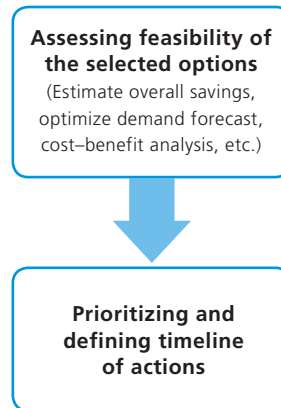 Assessing feasibility of
the selected options
(Estimate overall savings,
optimize demand forecast,
cost–benefit analysis, etc.)
Prioritizing and
defining timeline
of actions